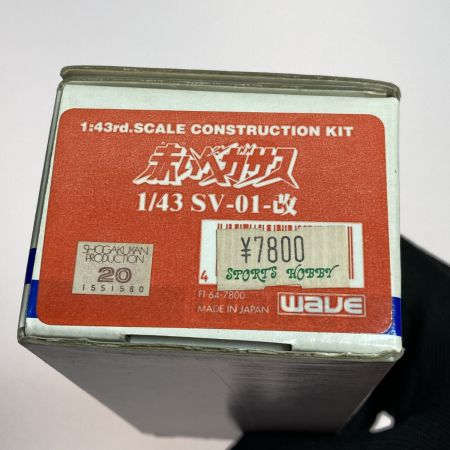 1:43rd.SCALE CONSTRUCTION KIT
赤いペガサス
1/43 SV-01-改
¥7800
SPORTS HOBBY
4
SHOGAKUKAN
PRODUCTION
20
1551580
FI-64-7800
MADE IN JAPAN
wave